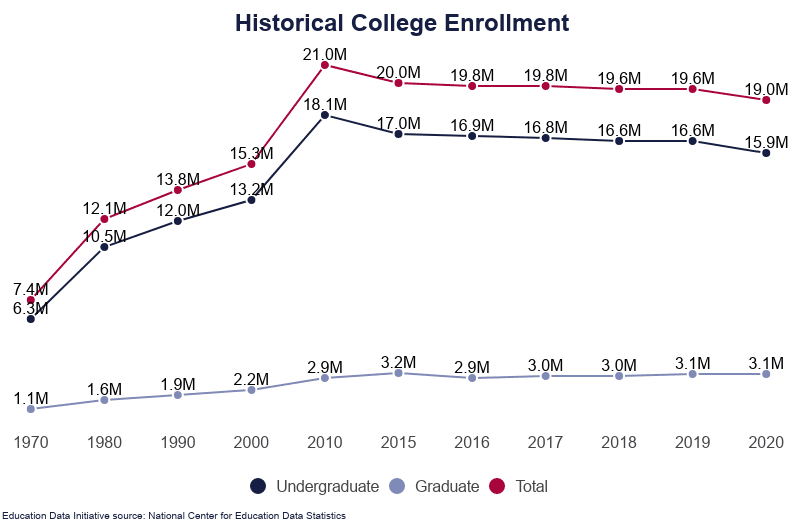 Historical College Enrollment
21.0M
20.0M 19.8M 19.8M 19.6M 19.6M 19.0M
18.1M 17.0M 16.9M 16.8M 16.6M 16.6M 15.9M
15.3M
13.8M 13.2M
12.1M 12.0M
10.5M
7.4M
6.3M
1.1M 1.6M 1.9M 2.2M 2.9M 3.2M 2.9M 3.0M 3.0M 3.1M 3.1M
1970 1980 1990 2000 2010 2015 2016 2017 2018 2019 2020
Undergraduate Graduate Total
Education Data Initiative source: National Center for Education Data Statistics